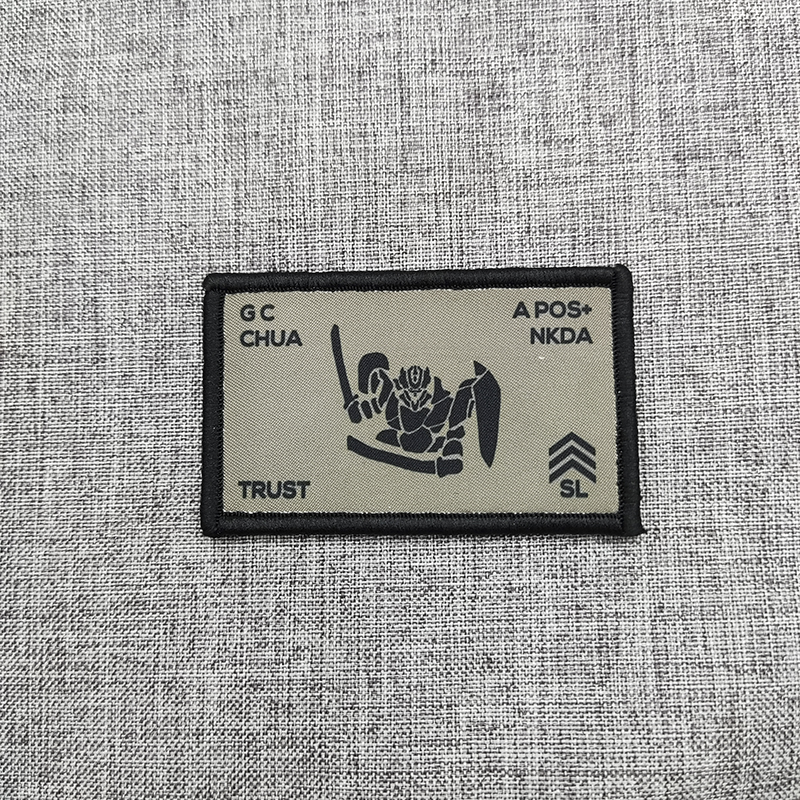 G C
CHUA
A POS+
NKDA
TRUST
SL